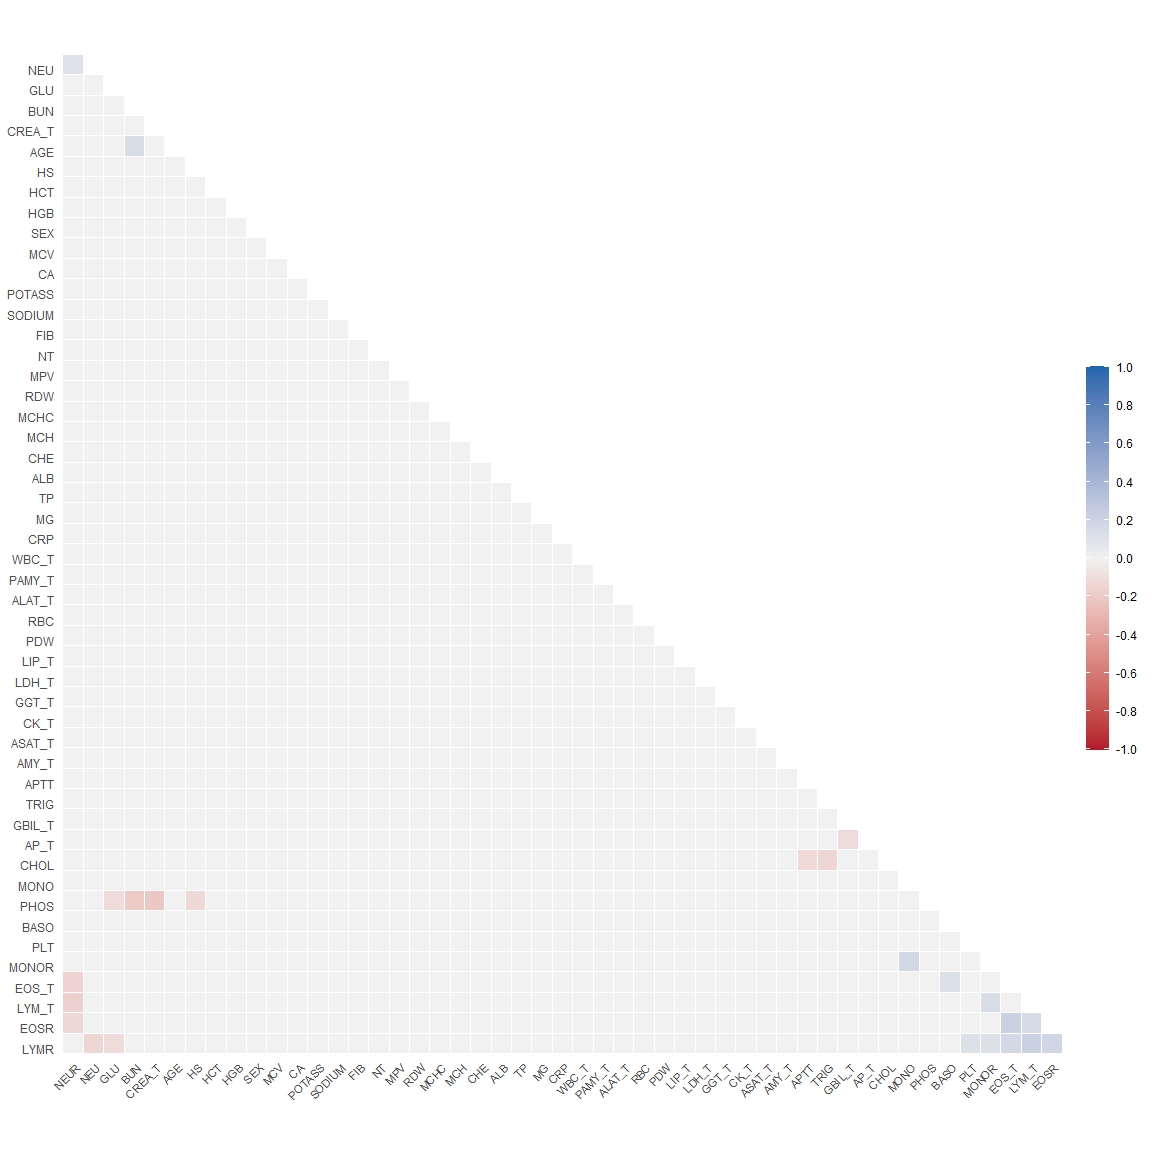 NEU
GLU
BUN
CREA_T
AGE
HS
HCT
HGB
SEX
MCV
CA
POTASS
SODIUM
FIB
NT
MPV
RDW
MCHC
MCH
CHE
ALB
TP
MG
CRP
WBC_T
PAMY_T
ALAT_T
RBC
PDW
LIP_T
LDH_T
GGT_T
CK_T
ASAT_T
AMY_T
APTT
TRIG
GBIL_T
AP_T
CHOL
MONO
PHOS
BASO
PLT
MONOR
EOS_T
LYM_T
EOSR
LYMR
NEUR
NEU
GLU
BUN
CREA_T
AGE
HS
HCT
HGB
SEX
MCV
CA
POTASS
SODIUM
FIB
NT
MPV
RDW
MCHC
MCH
CHE
ALB
TP
MG
CRP
WBC_T
PAMY_T
ALAT_T
RBC
PDW
LIP_T
LDH_T
GGT_T
CK_T
ASAT_T
AMY_T
APTT
TRIG
GBIL_T
AP_T
CHOL
MONO
PHOS
BASO
PLT
MONOR
EOS_T
LYM_T
EOSR
1.0
0.8
0.6
0.4
0.2
0.0
-0.2
-0.4
-0.6
-0.8
-1.0